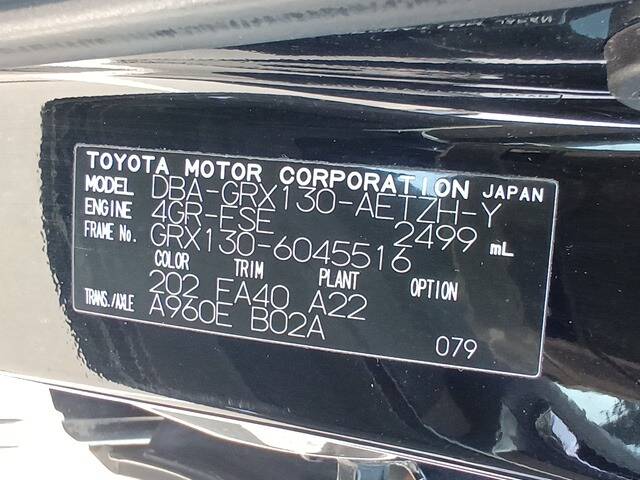 TOYOTA MOTOR CORPORATION JAPAN
MODEL DBA-GRX130-AETZH-Y
ENGINE 4GR-FSE 2499 mL
FRAME No. GRX130-6045516
COLOR TRIM PLANT OPTION
202 EA40 A22
TRANS./AXLE A960E B02A
079